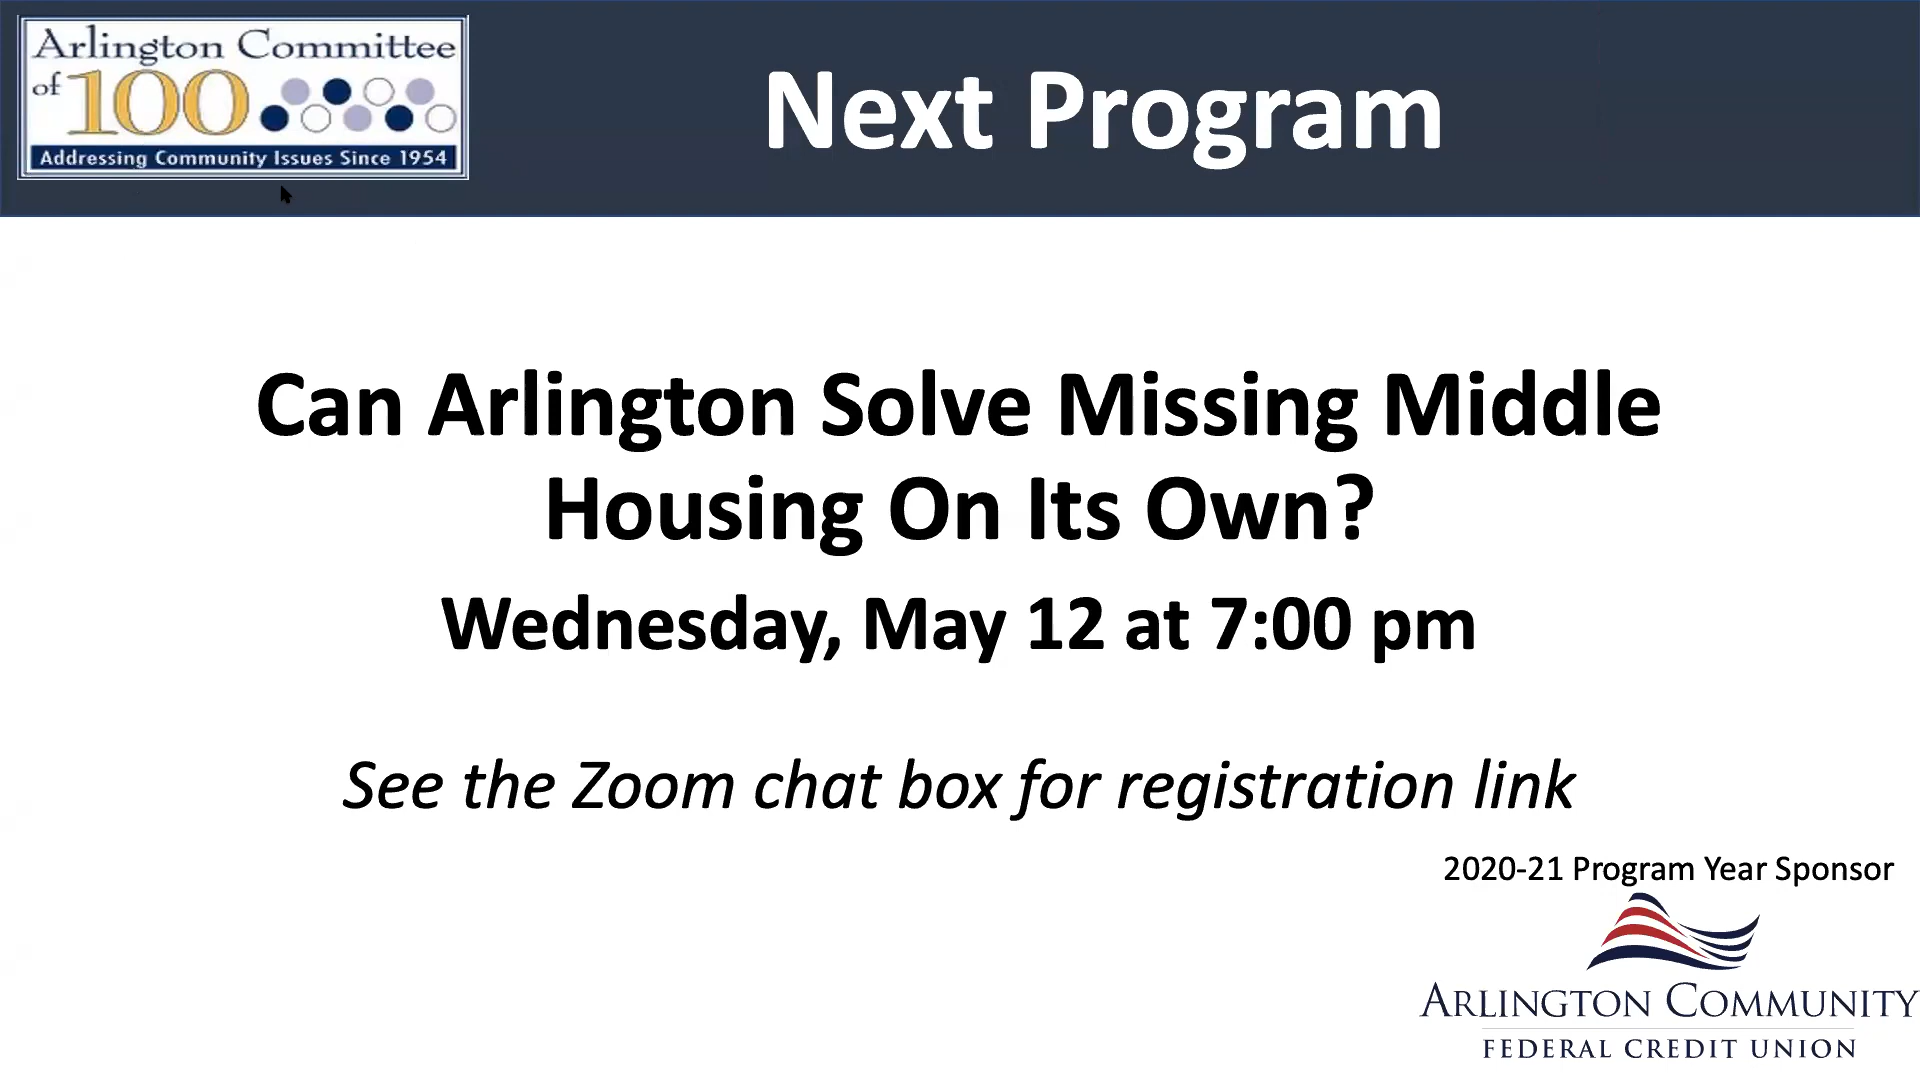 Arlington Committee
of 100
Addressing Community Issues Since 1954
Next Program
Can Arlington Solve Missing Middle
Housing On Its Own?
Wednesday, May 12 at 7:00 pm
See the Zoom chat box for registration link
2020-21 Program Year Sponsor
ARLINGTON COMMUNITY
FEDERAL CREDIT UNION